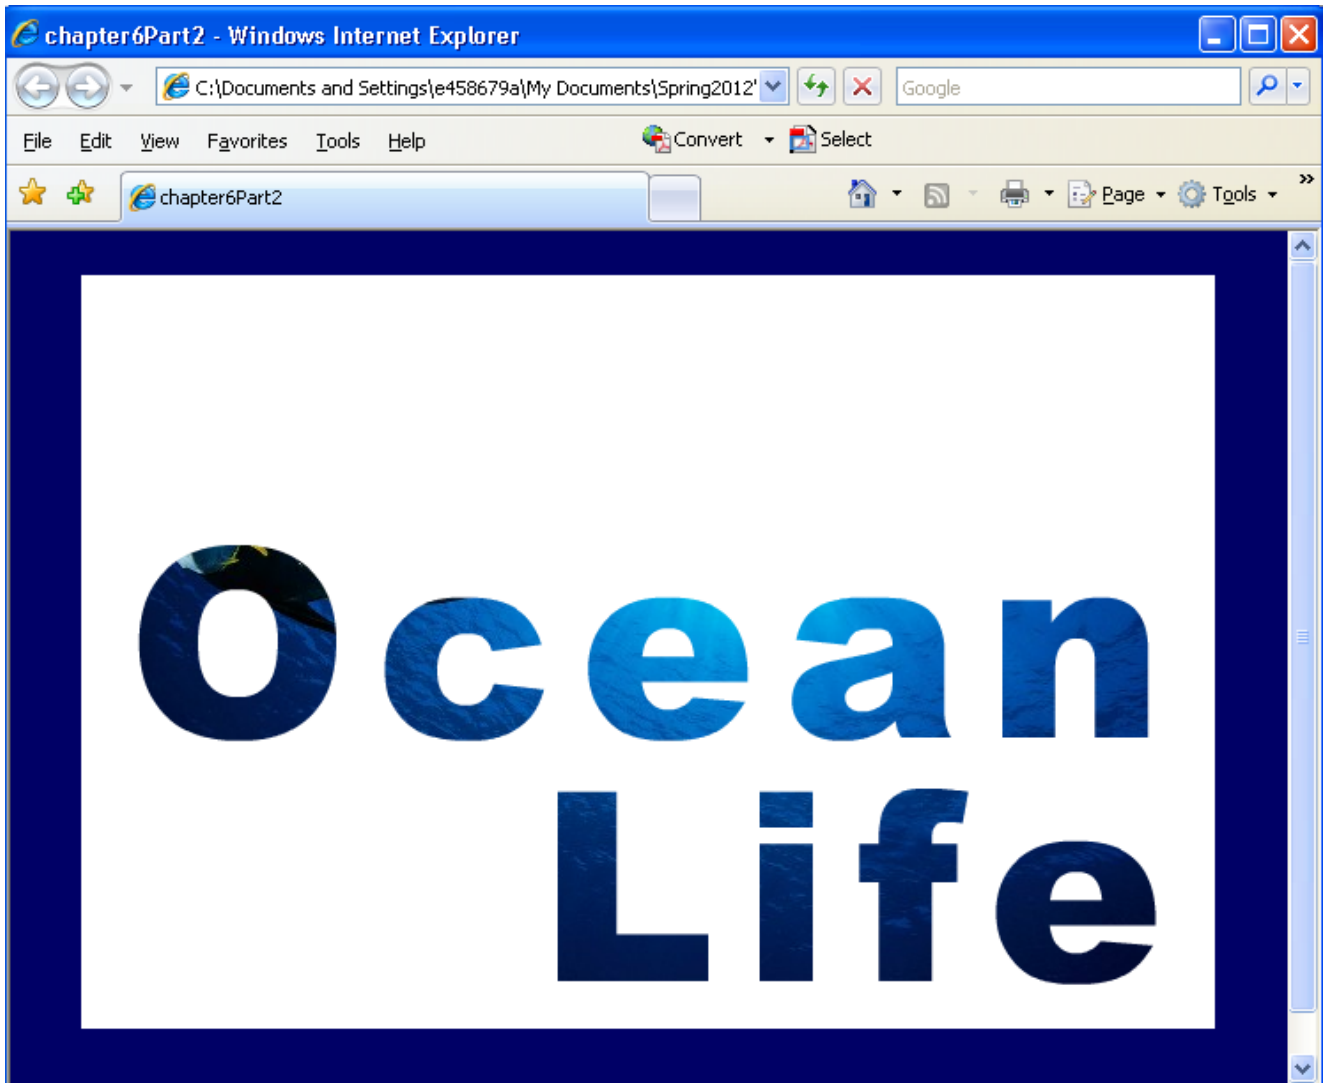 chapter6Part2 - Windows Internet Explorer
C:\Documents and Settings\e458679a\My Documents\Spring2012'
Google
File Edit View Favorites Tools Help Convert Select
chapter6Part2 Page Tools »
Ocean
Life